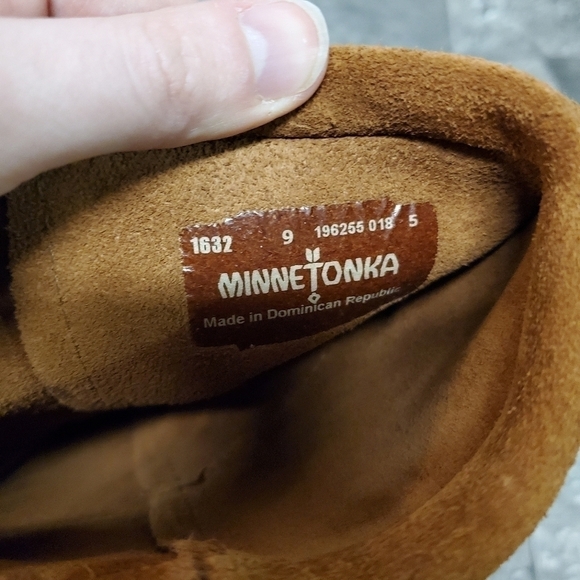 1632 9 196255 018 5
MINNETONKA
Made in Dominican Republic